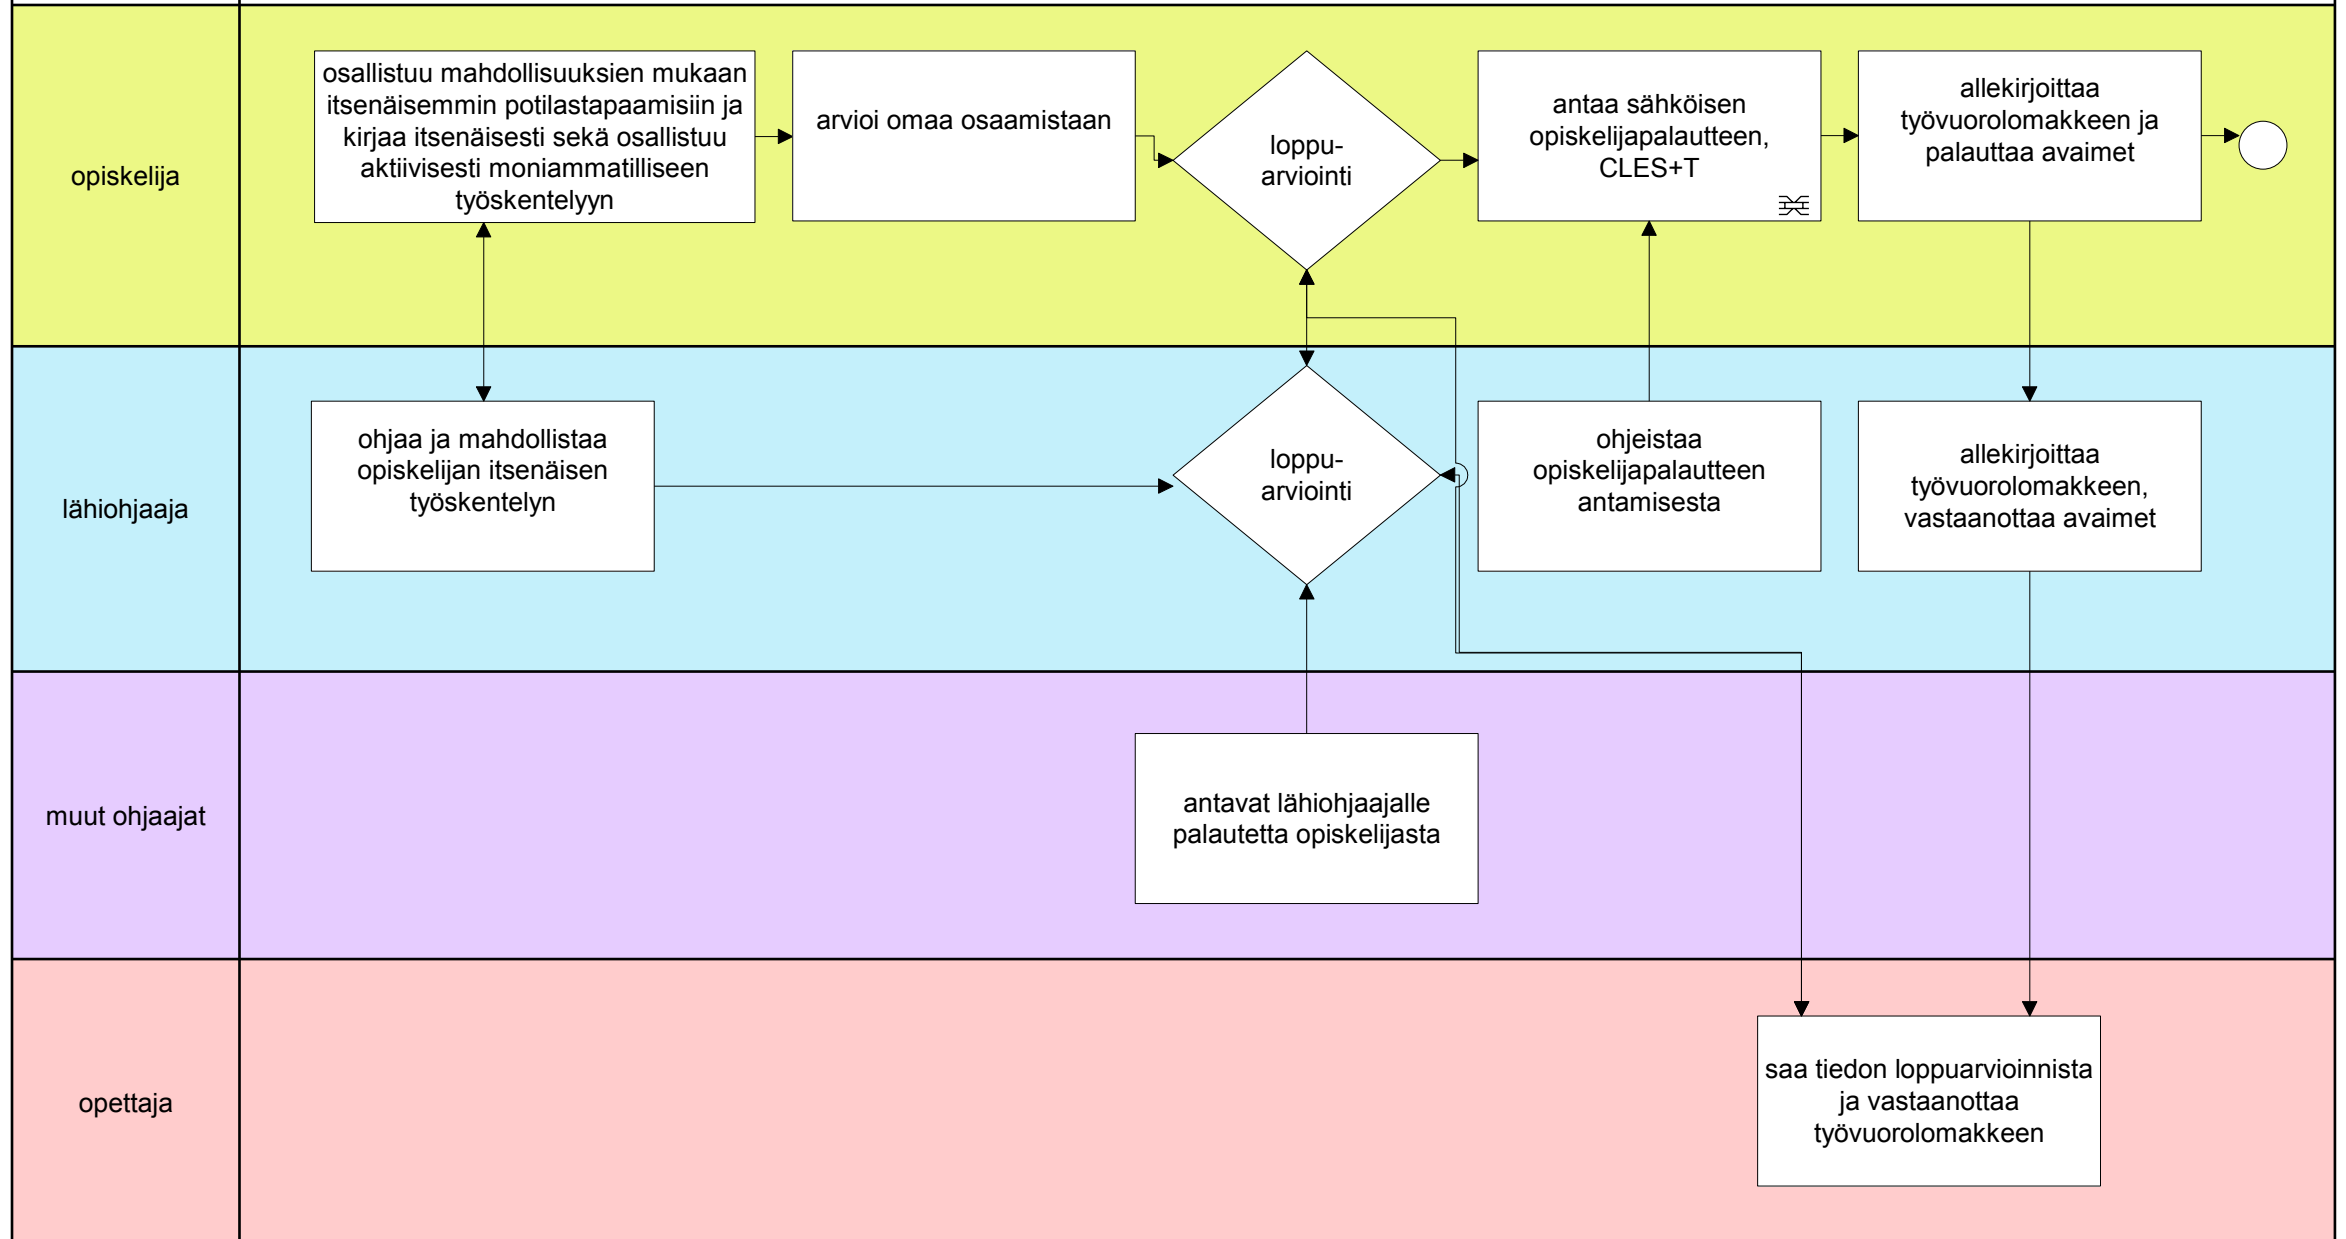 opiskelija
osallistuu mahdollisuuksien mukaan
itsenäisemmin potilastapaamisiin ja
kirjaa itsenäisesti sekä osallistuu
aktiivisesti moniammatilliseen
työskentelyyn
arvioi omaa osaamistaan
loppu-
arviointi
antaa sähköisen
opiskelijapalautteen,
CLES+T
allekirjoittaa
työvuorolomakkeen ja
palauttaa avaimet
lähiohjaaja
ohjaa ja mahdollistaa
opiskelijan itsenäisen
työskentelyn
loppu-
arviointi
ohjeistaa
opiskelijapalautteen
antamisesta
allekirjoittaa
työvuorolomakkeen,
vastaanottaa avaimet
muut ohjaajat
antavat lähiohjaajalle
palautetta opiskelijasta
opettaja
saa tiedon loppuarvioinnista
ja vastaanottaa
työvuorolomakkeen